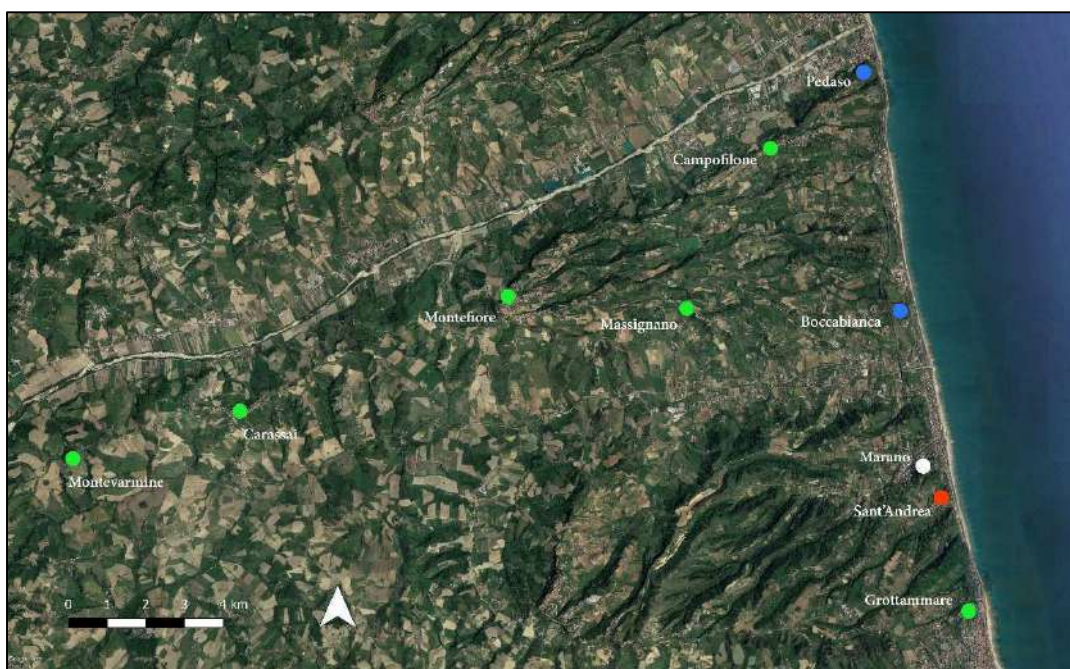 Pedaso
Campofilone
Montefiore
Massignano
Boccabianca
Carassai
Montevarmine
Marano
Sant'Andrea
Grottammare
0 1 2 3 4 km